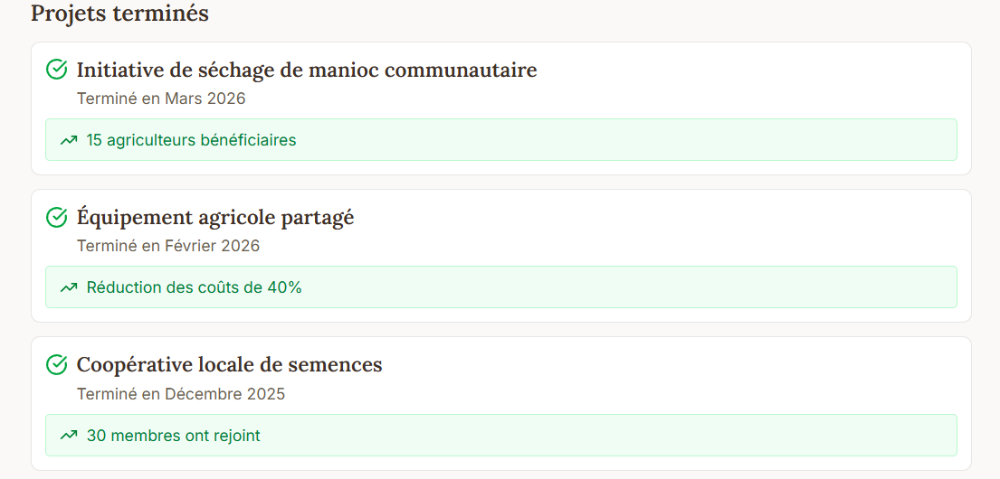 Projets terminés
Initiative de séchage de manioc communautaire
Terminé en Mars 2026
15 agriculteurs bénéficiaires
Équipement agricole partagé
Terminé en Février 2026
Réduction des coûts de 40%
Coopérative locale de semences
Terminé en Décembre 2025
30 membres ont rejoint